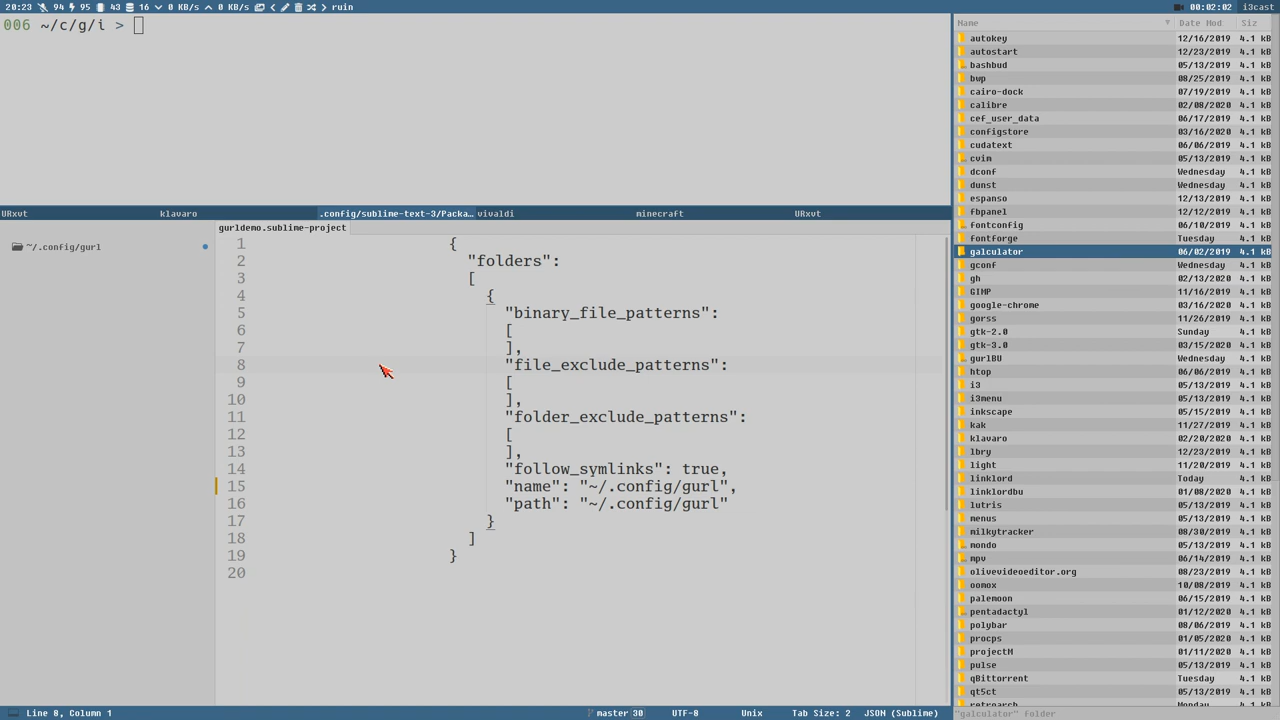 20:23 94 95 43 16 0 KB/s 0 KB/s ruin 00:02:02 i3cast
006 ~/c/g/i >
URxvt klavaro .config/sublime-text-3/Packa… vivaldi minecraft URxvt
~/.config/gurl
gurldemo.sublime-project
1 {
2 "folders":
3 [
4 {
5 "binary_file_patterns":
6 [
7 ],
8 "file_exclude_patterns":
9 [
10 ],
11 "folder_exclude_patterns":
12 [
13 ],
14 "follow_symlinks": true,
15 "name": "~/.config/gurl",
16 "path": "~/.config/gurl"
17 }
18 ]
19 }
20
Line 8, Column 1 master 30 UTF-8 Unix Tab Size: 2 JSON (Sublime)
Name Date Mod Siz
autokey 12/16/2019 4.1 kB
autostart 12/23/2019 4.1 kB
bashbud 05/13/2019 4.1 kB
bwp 08/25/2019 4.1 kB
cairo-dock 07/19/2019 4.1 kB
calibre 02/08/2020 4.1 kB
cef_user_data 06/17/2019 4.1 kB
configstore 03/16/2020 4.1 kB
cudatext 06/06/2019 4.1 kB
cvim 05/13/2019 4.1 kB
dconf Wednesday 4.1 kB
dunst Wednesday 4.1 kB
espanso 12/13/2019 4.1 kB
fbpanel 12/12/2019 4.1 kB
fontconfig 10/11/2019 4.1 kB
fontforge Tuesday 4.1 kB
galculator 06/02/2019 4.1 kB
gconf Wednesday 4.1 kB
gh 02/13/2020 4.1 kB
GIMP 11/16/2019 4.1 kB
google-chrome 03/16/2020 4.1 kB
gorss 11/26/2019 4.1 kB
gtk-2.0 Sunday 4.1 kB
gtk-3.0 03/15/2020 4.1 kB
gurlBU Wednesday 4.1 kB
htop 06/06/2019 4.1 kB
i3 05/13/2019 4.1 kB
i3menu 05/15/2019 4.1 kB
inkscape 05/15/2019 4.1 kB
kak 11/27/2019 4.1 kB
klavaro 02/20/2020 4.1 kB
lbry 12/13/2019 4.1 kB
light 11/20/2019 4.1 kB
linklord Today 4.1 kB
linklordbu 01/08/2020 4.1 kB
lutris 11/13/2019 4.1 kB
menus 05/13/2019 4.1 kB
milkytracker 08/30/2019 4.1 kB
mondo 05/13/2019 4.1 kB
mpv 06/14/2019 4.1 kB
olivevideoeditor.org 08/23/2019 4.1 kB
oomox 10/08/2019 4.1 kB
palemoon 06/15/2019 4.1 kB
pentadactyl 01/12/2020 4.1 kB
polybar 08/06/2019 4.1 kB
procps 01/05/2020 4.1 kB
projectM 01/11/2020 4.1 kB
pulse 05/13/2019 4.1 kB
qBittorrent Tuesday 4.1 kB
qt5ct 05/13/2019 4.1 kB
retroarch Monday 4.1 kB
"galculator" folder